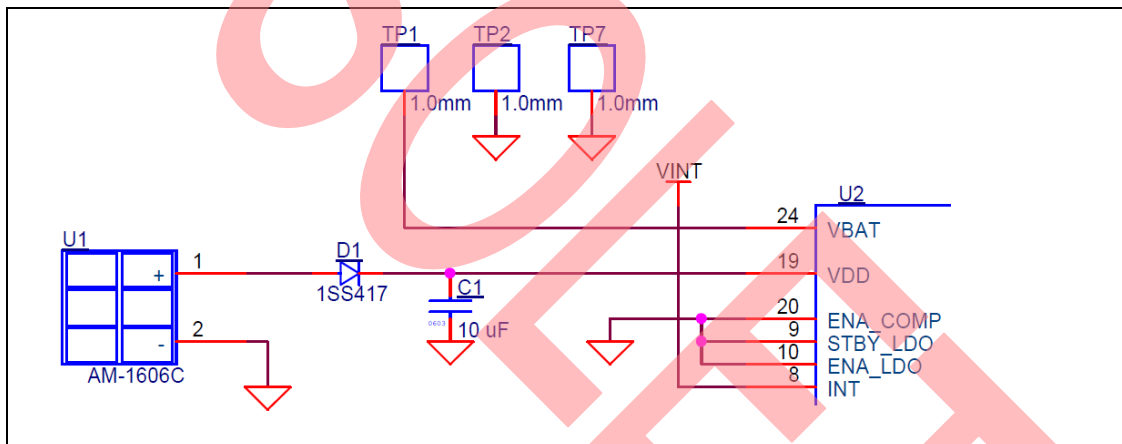 TP1 TP2 TP7
1.0mm 1.0mm 1.0mm
VINT
U2
24 VBAT
U1
D1
+ 1
19 VDD
1SS417
C1
0603 10 uF
20 ENA_COMP
2
9 STBY_LDO
-
10 ENA_LDO
AM-1606C
8 INT